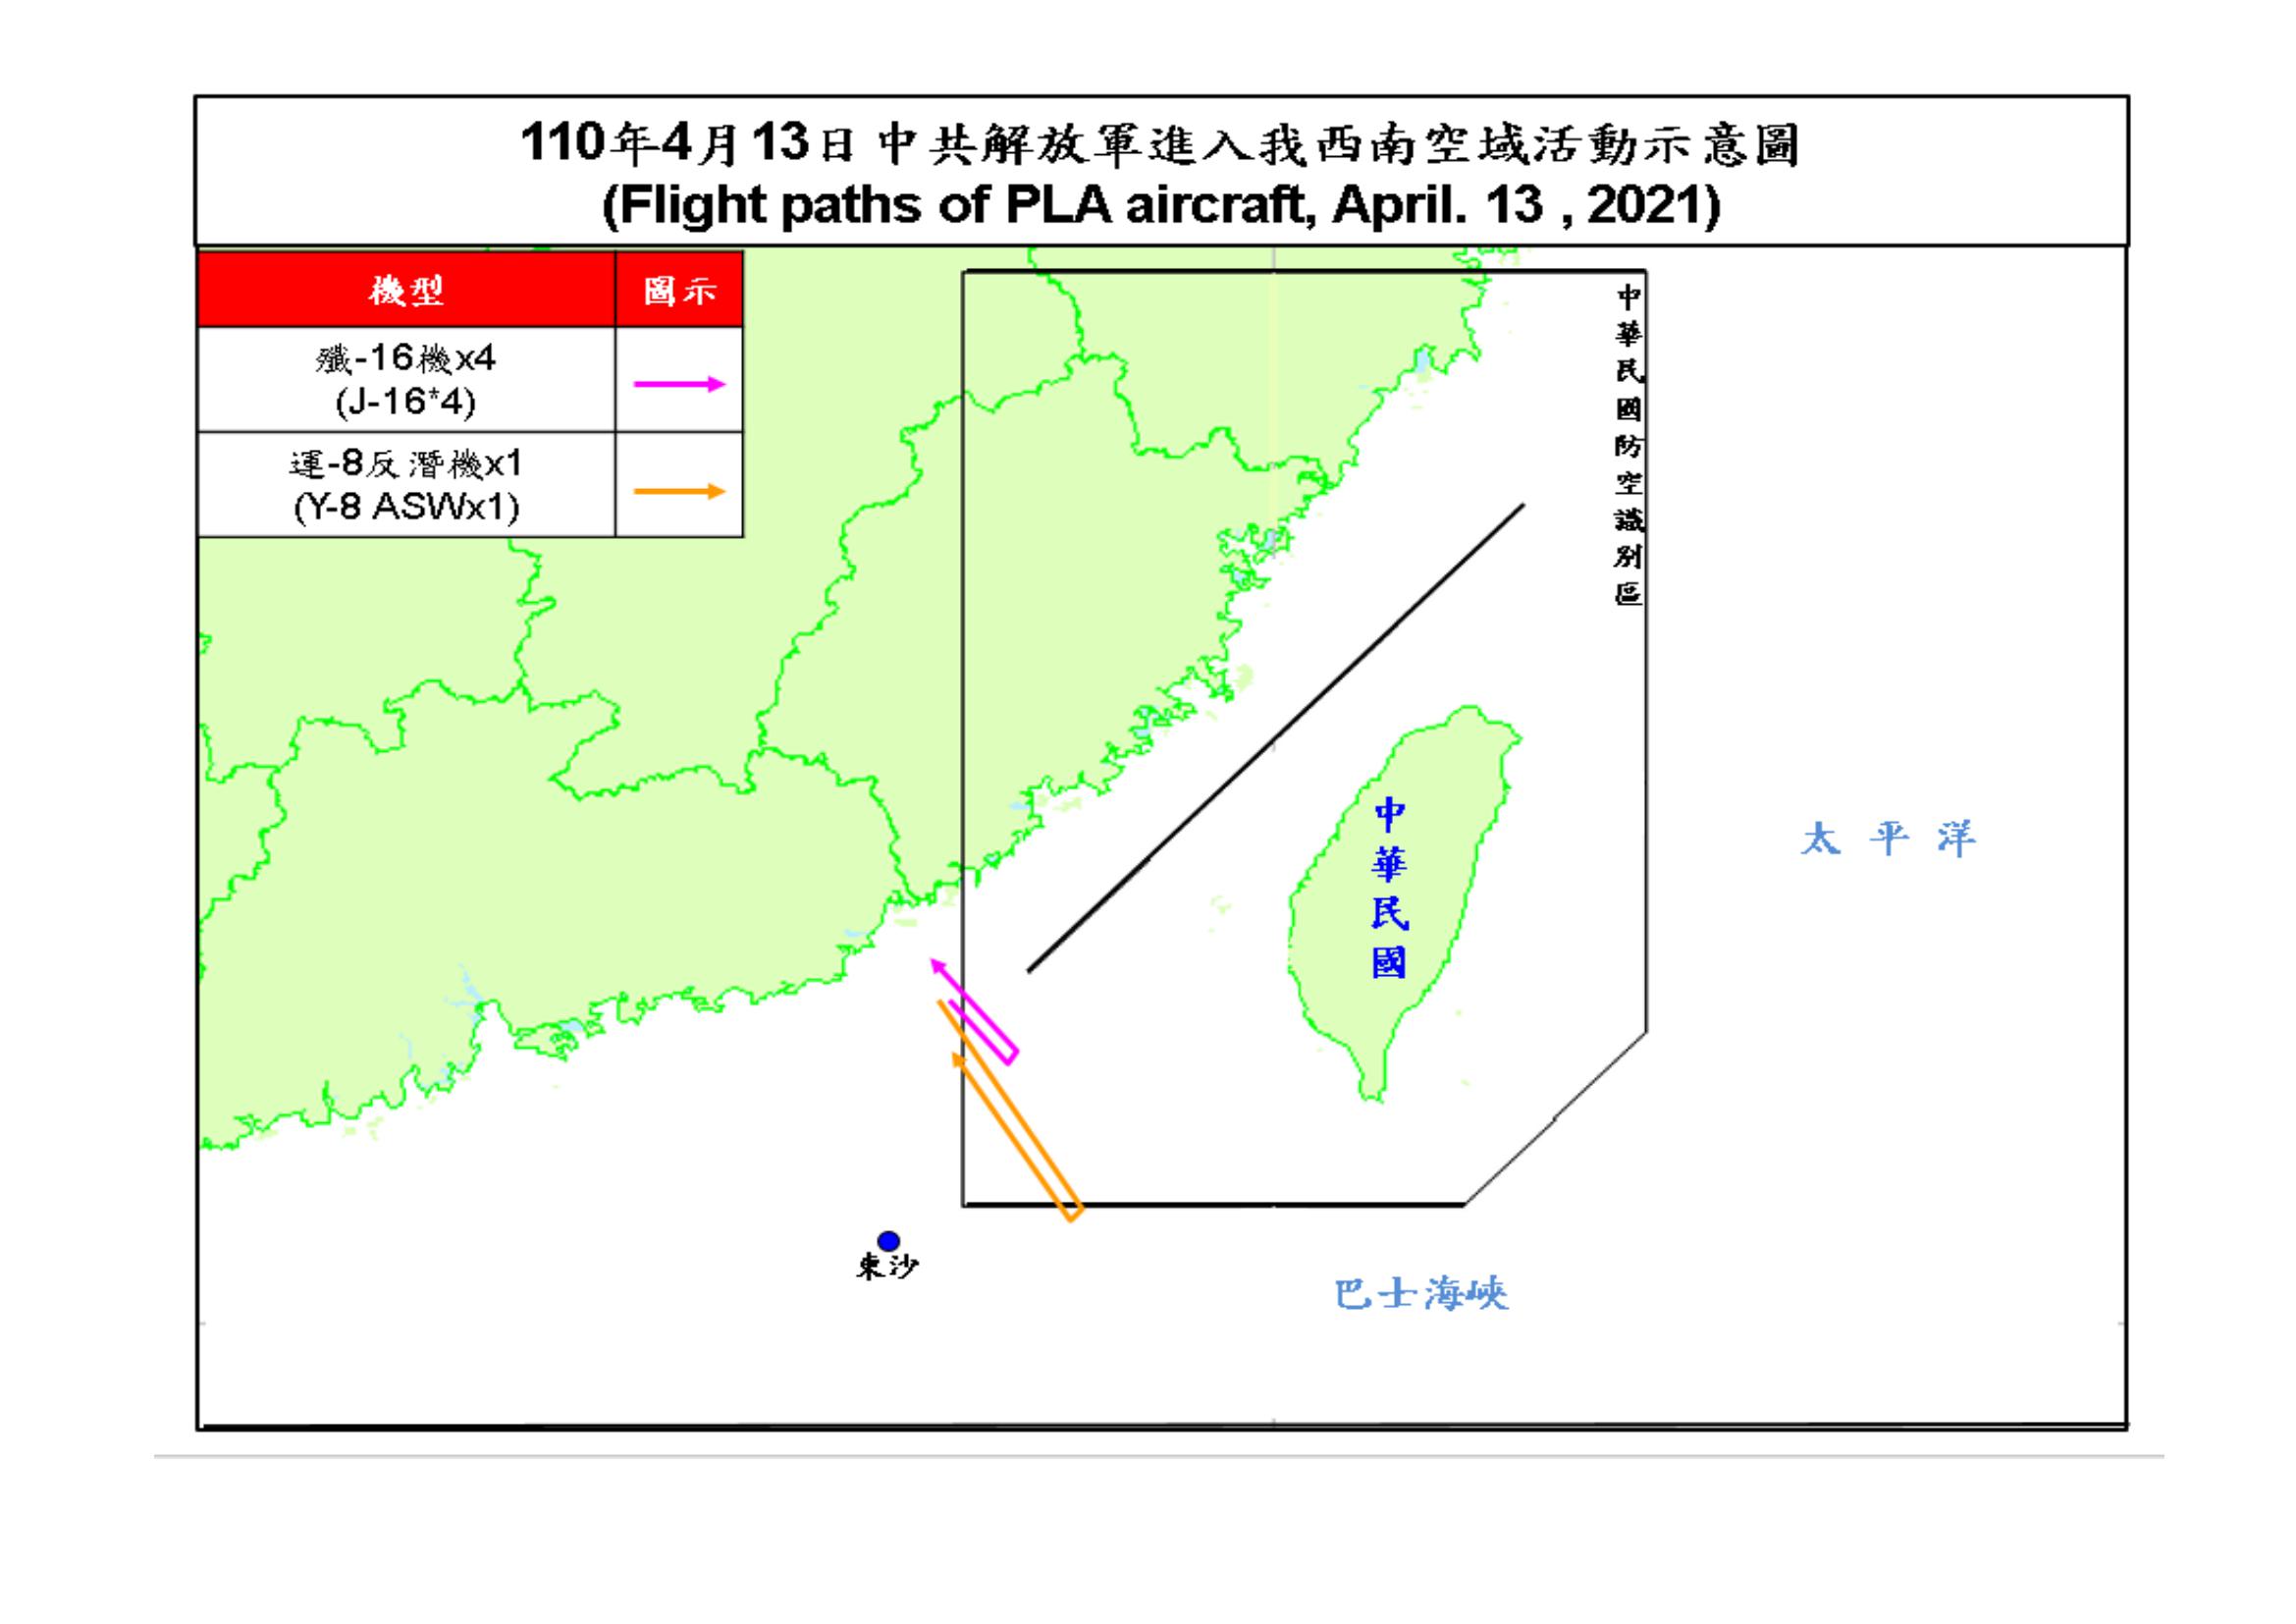 110年4月13日中共解放軍進入我西南空域活動示意圖
(Flight paths of PLA aircraft, April. 13 , 2021)
機型 圖示
殲-16機x4
(J-16*4)
運-8反潛機x1
(Y-8 ASWx1)
中華民國防空識別區
中華民國
太平洋
東沙
巴士海峽